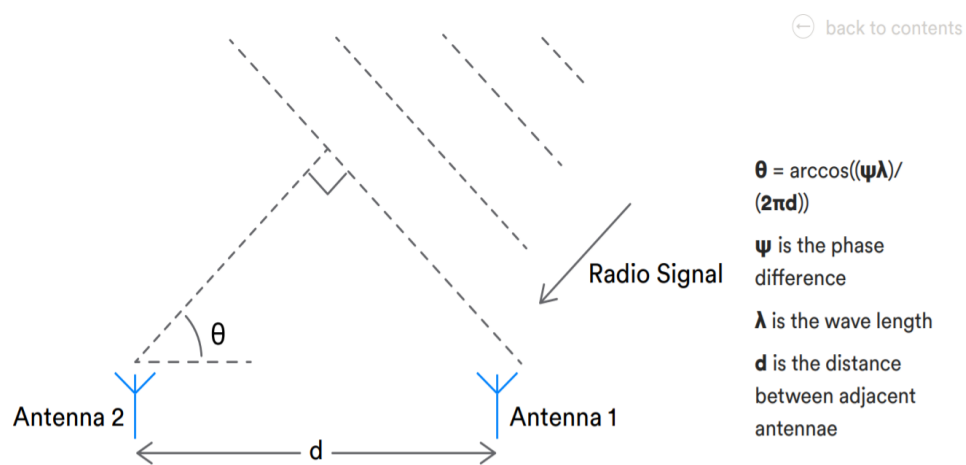 back to contents
θ = arccos((ψλ)/
(2πd))
ψ is the phase
difference
Radio Signal
λ is the wave length
θ
d is the distance
between adjacent
antennae
Antenna 2
Antenna 1
d